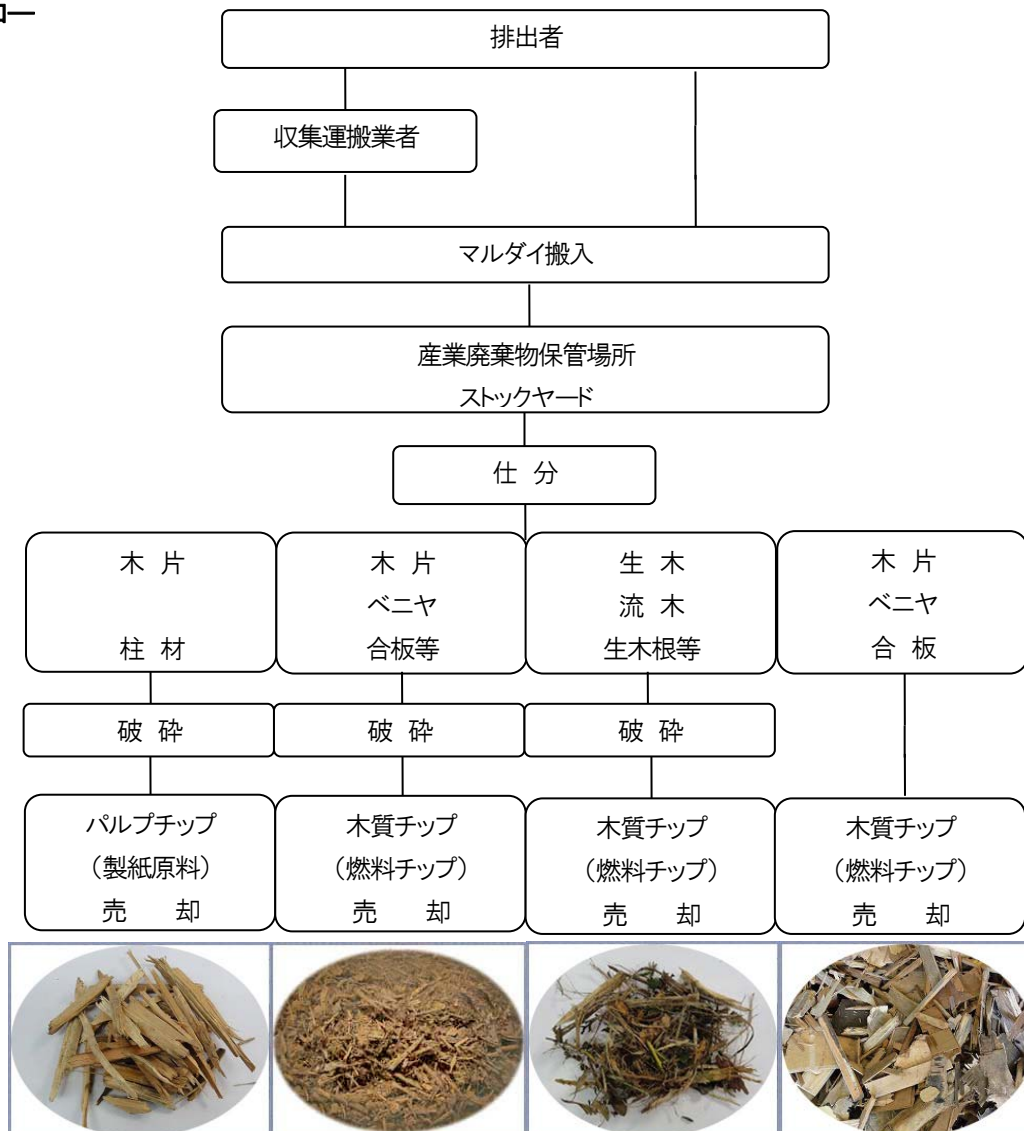 ロー
排出者
収集運搬業者
マルダイ搬入
産業廃棄物保管場所
ストックヤード
仕 分
木 片
柱 材
木 片
ベニヤ
合板等
生 木
流 木
生木根等
木 片
ベニヤ
合 板
破 砕
破 砕
破 砕
パルプチップ
（製紙原料）
売 却
木質チップ
（燃料チップ）
売 却
木質チップ
（燃料チップ）
売 却
木質チップ
（燃料チップ）
売 却